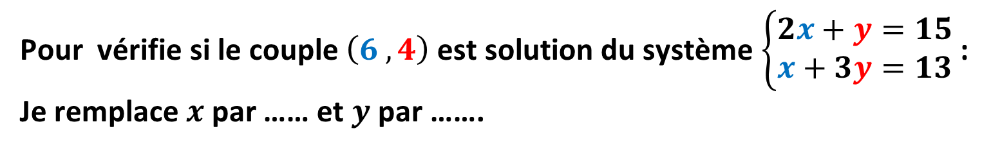 Pour vérifie si le couple (6 , 4) est solution du système { 2x + y = 15
x + 3y = 13 :
Je remplace x par ...... et y par .......